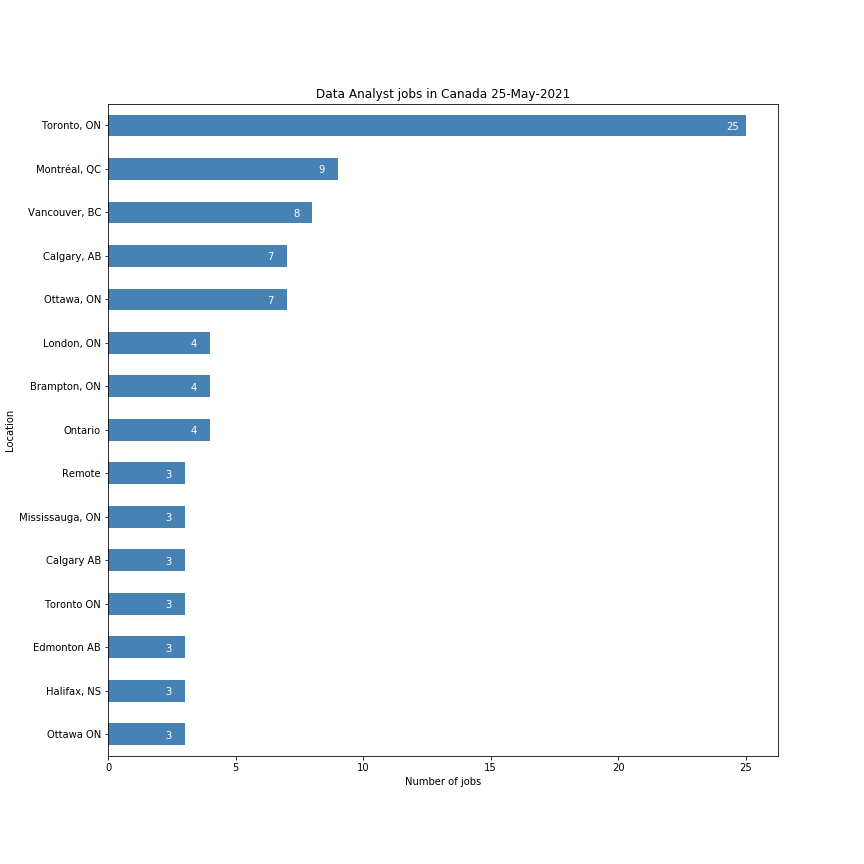 Data Analyst jobs in Canada 25-May-2021
Toronto, ON 25
Montréal, QC 9
Vancouver, BC 8
Calgary, AB 7
Ottawa, ON 7
London, ON 4
Brampton, ON 4
Ontario 4
Remote 3
Mississauga, ON 3
Calgary AB 3
Toronto ON 3
Edmonton AB 3
Halifax, NS 3
Ottawa ON 3
Location
0 5 10 15 20 25
Number of jobs